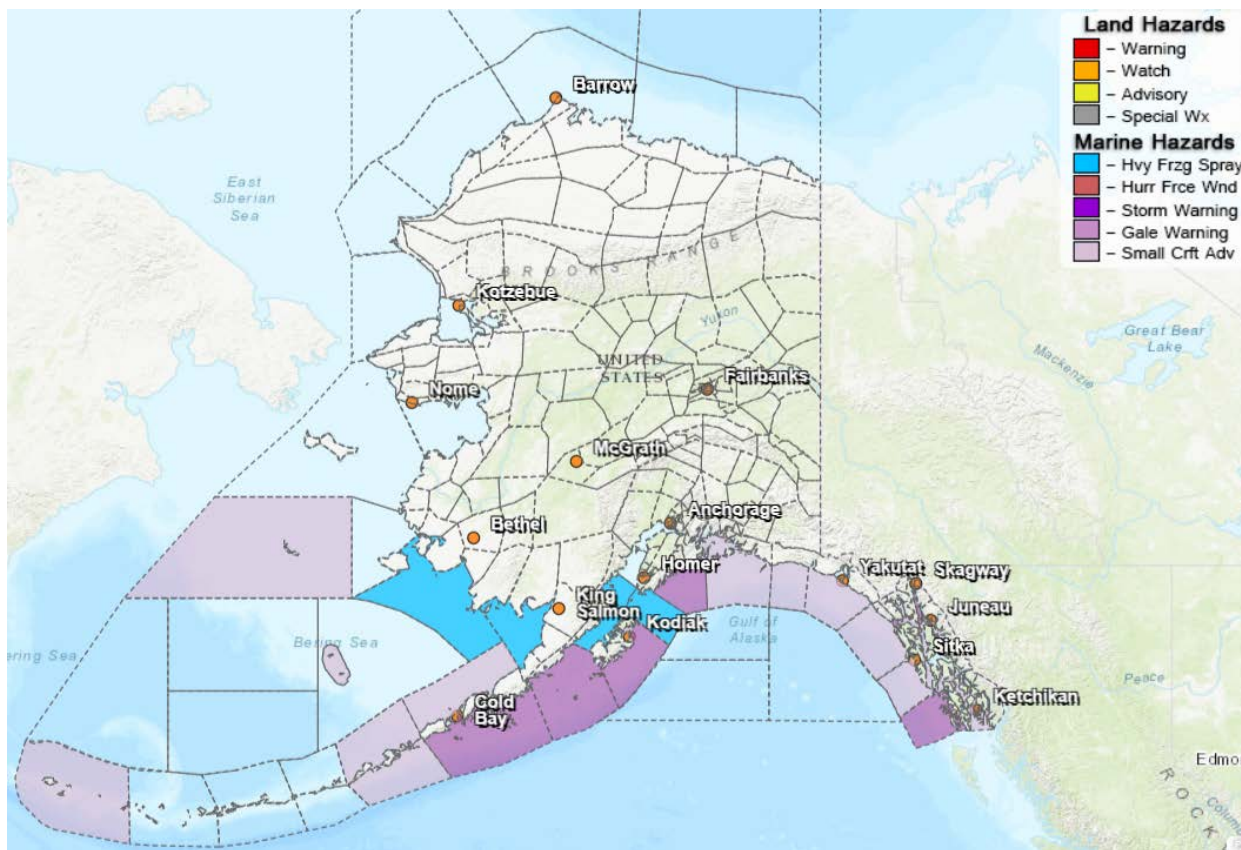 Land Hazards
– Warning
– Watch
– Advisory
– Special Wx
Marine Hazards
– Hvy Frzg Spray
– Hurr Frce Wnd
– Storm Warning
– Gale Warning
– Small Crft Adv
Barrow
East
Siberian
Sea
BROOKS RANGE
Kotzebue
Yukon
Great Bear
Lake
Mackenzie
UNITED
STATES
Fairbanks
Nome
McGrath
Anchorage
Bethel
Homer
Yakutat
Skagway
King
Salmon
Kodiak
Juneau
Gulf of
Alaska
Bering Sea
ering Sea
Sitka
Peace
Ketchikan
Cold
Bay
Edmo
ROCK
Columb